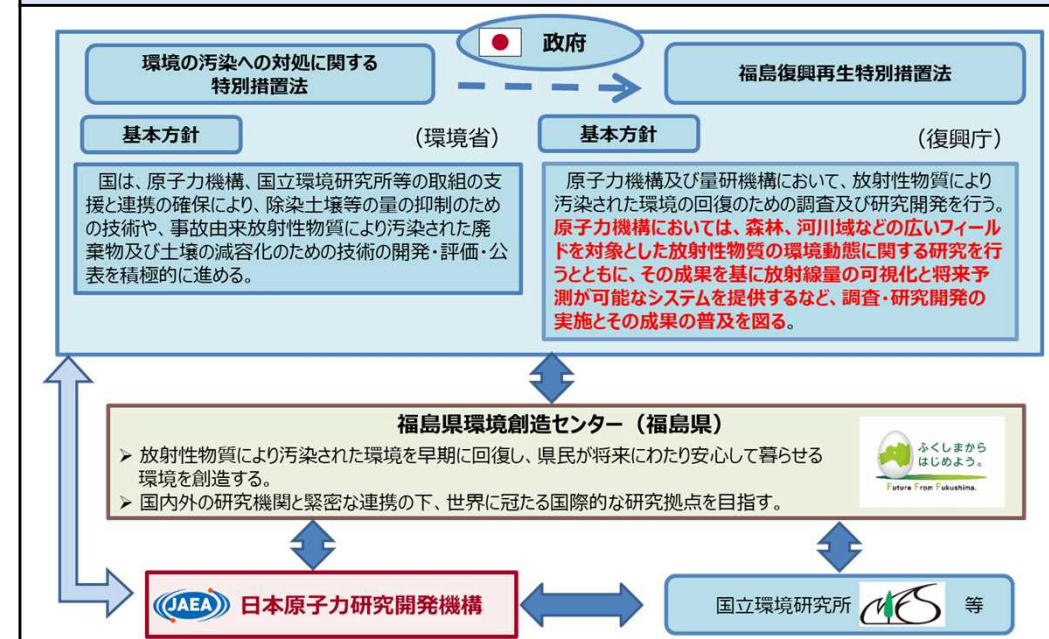 政府
環境の汚染への対処に関する
特別措置法
福島復興再生特別措置法
基本方針
(環境省)
国は、原子力機構、国立環境研究所等の取組の支
援と連携の確保により、除染土壌等の量の抑制のため
の技術や、事故由来放射性物質により汚染された廃
棄物及び土壌の減容化のための技術の開発・評価・公
表を積極的に進める。
基本方針
(復興庁)
原子力機構及び量研機構において、放射性物質により
汚染された環境の回復のための調査及び研究開発を行う。
原子力機構においては、森林、河川域などの広いフィール
ドを対象とした放射性物質の環境動態に関する研究を行
うとともに、その成果を基に放射線量の可視化と将来予
測が可能なシステムを提供するなど、調査・研究開発の
実施とその成果の普及を図る。
福島県環境創造センター（福島県）
➢ 放射性物質により汚染された環境を早期に回復し、県民が将来にわたり安心して暮らせる
環境を創造する。
➢ 国内外の研究機関と緊密な連携の下、世界に冠たる国際的な研究拠点を目指す。
ふくしまから
はじめよう。
Future From Fukushima.
JAEA 日本原子力研究開発機構
国立環境研究所 NIES 等